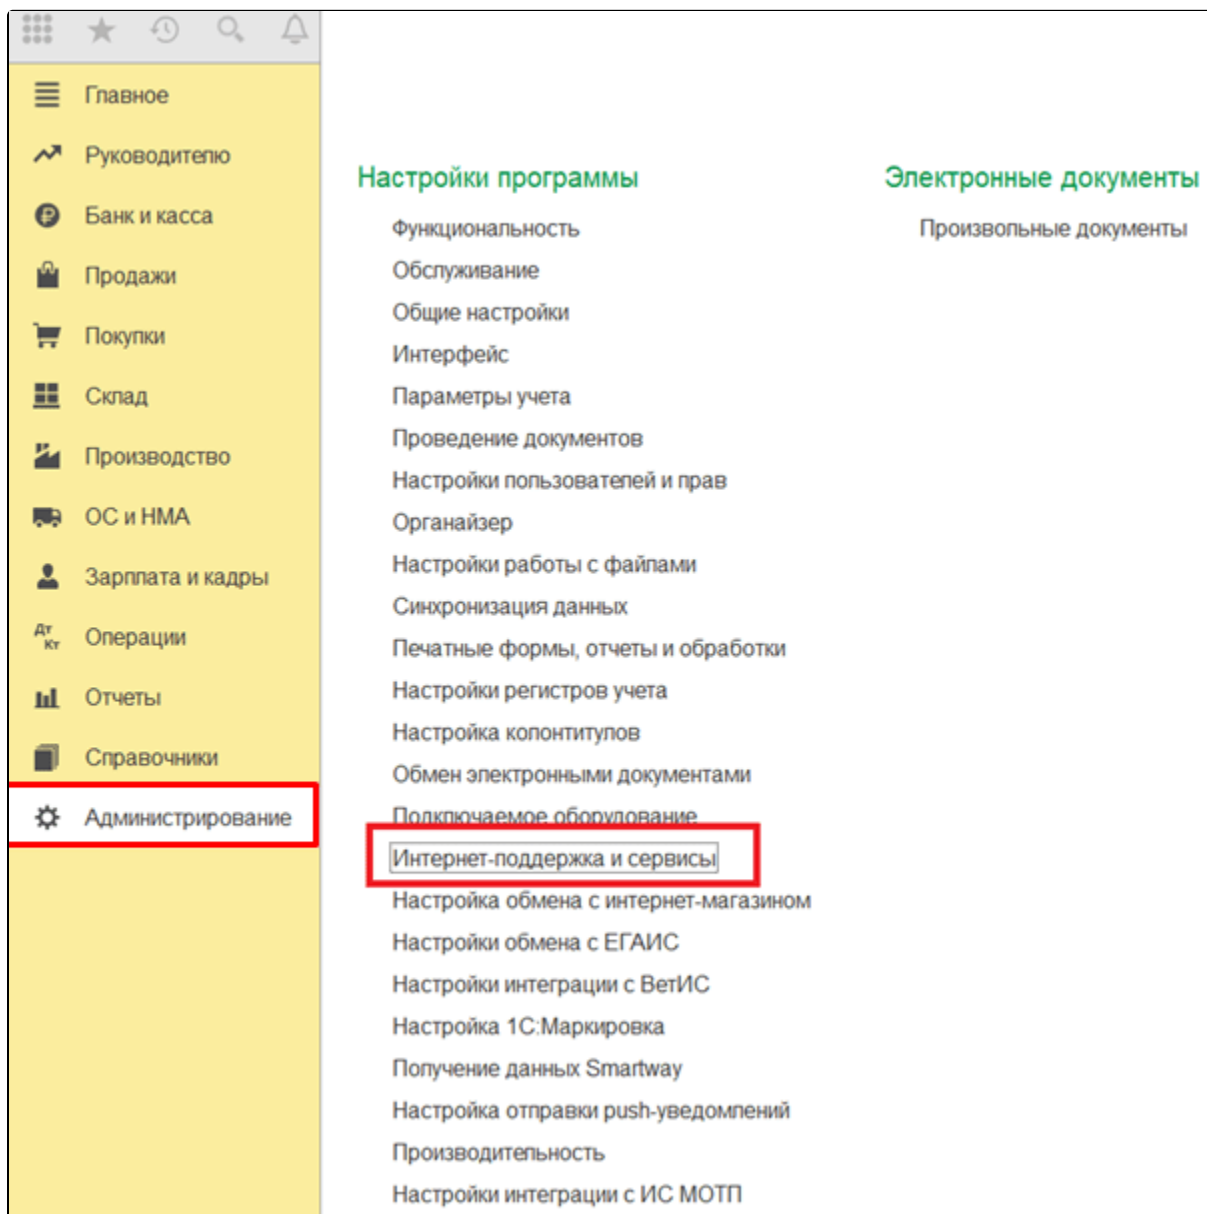 Главное
Руководителю
Банк и касса
Продажи
Покупки
Склад
Производство
ОС и НМА
Зарплата и кадры
Дт
Кт
Операции
Отчеты
Справочники
Администрирование
Настройки программы
Функциональность
Обслуживание
Общие настройки
Интерфейс
Параметры учета
Проведение документов
Настройки пользователей и прав
Органайзер
Настройки работы с файлами
Синхронизация данных
Печатные формы, отчеты и обработки
Настройки регистров учета
Настройка колонтитулов
Обмен электронными документами
Подключаемое оборудование
Интернет-поддержка и сервисы
Настройка обмена с интернет-магазином
Настройки обмена с ЕГАИС
Настройки интеграции с ВетИС
Настройка 1С:Маркировка
Получение данных Smartway
Настройка отправки push-уведомлений
Производительность
Настройки интеграции с ИС МОТП
Электронные документы
Произвольные документы